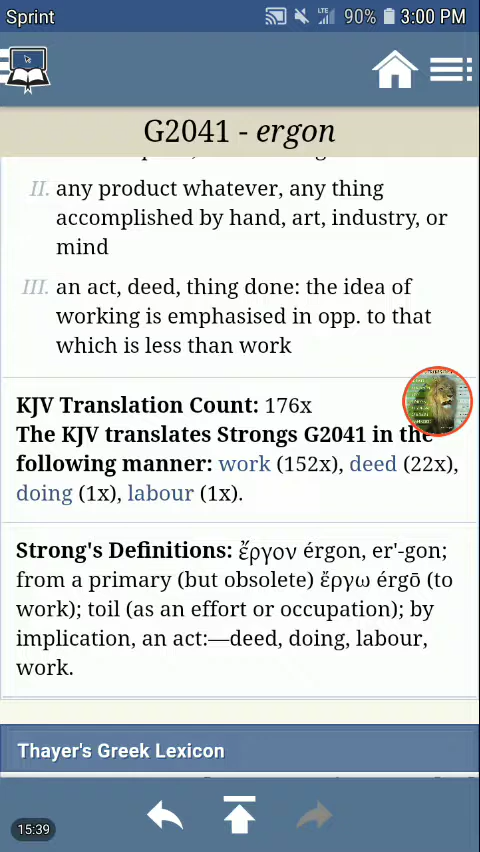 Sprint LTE 90% 3:00 PM
G2041 - ergon
II. any product whatever, any thing
accomplished by hand, art, industry, or
mind
III. an act, deed, thing done: the idea of
working is emphasised in opp. to that
which is less than work
KJV Translation Count: 176x
The KJV translates Strongs G2041 in the
following manner: work (152x), deed (22x),
doing (1x), labour (1x).
Strong's Definitions: ἔργον érgon, er'-gon;
from a primary (but obsolete) ἔργω érgō (to
work); toil (as an effort or occupation); by
implication, an act:—deed, doing, labour,
work.
Thayer's Greek Lexicon
15:39